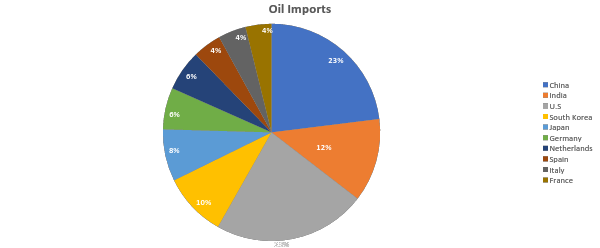 Oil Imports
4%
4%
23%
4%
6%
China
India
6%
U.S
South Korea
Japan
12%
Germany
8%
Netherlands
Spain
Italy
France
10%